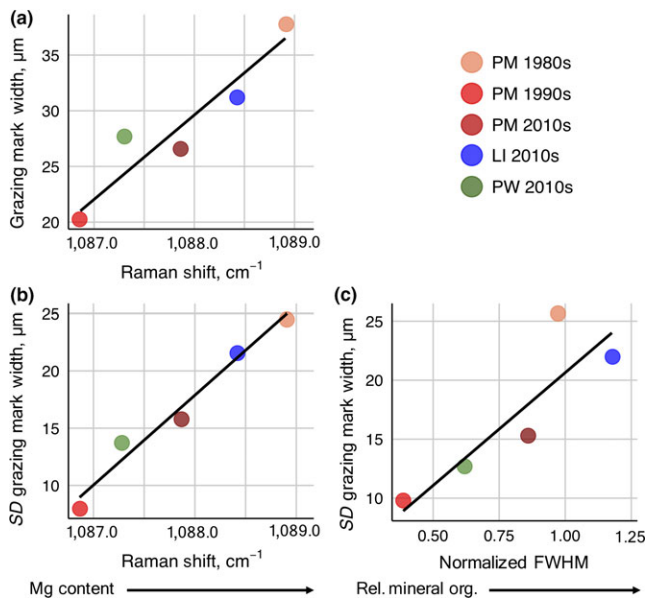 (a)
Grazing mark width, µm
35
30
25
20
1,087.0 1,088.0 1,089.0
Raman shift, cm⁻¹
PM 1980s
PM 1990s
PM 2010s
LI 2010s
PW 2010s
(b)
SD grazing mark width, µm
25
20
15
10
1,087.0 1,088.0 1,089.0
Raman shift, cm⁻¹
Mg content
(c)
SD grazing mark width, µm
25
20
15
10
0.50 0.75 1.00 1.25
Normalized FWHM
Rel. mineral org.